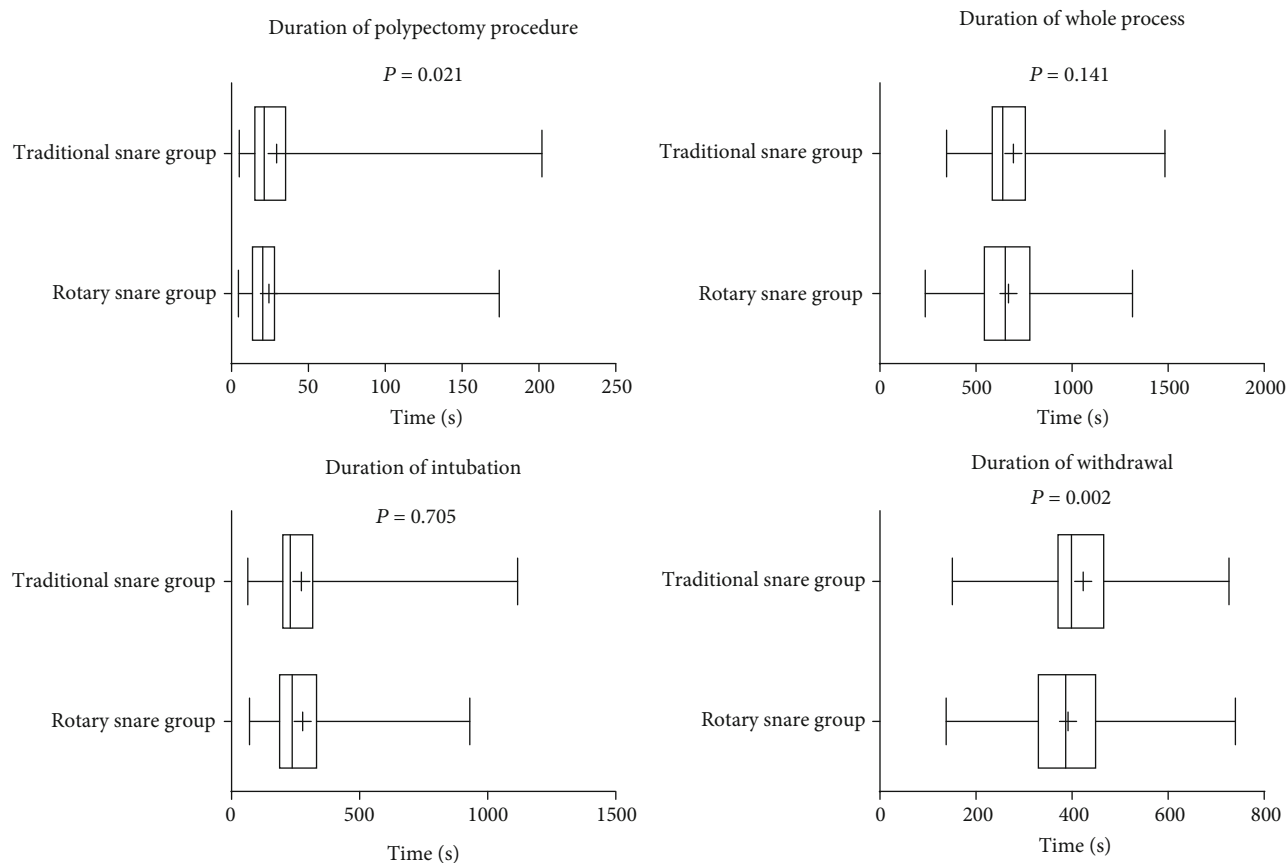 Duration of polypectomy procedure
P = 0.021
Traditional snare group
Rotary snare group
0 50 100 150 200 250
Time (s)
Duration of whole process
P = 0.141
Traditional snare group
Rotary snare group
0 500 1000 1500 2000
Time (s)
Duration of intubation
P = 0.705
Traditional snare group
Rotary snare group
0 500 1000 1500
Time (s)
Duration of withdrawal
P = 0.002
Traditional snare group
Rotary snare group
0 200 400 600 800
Time (s)